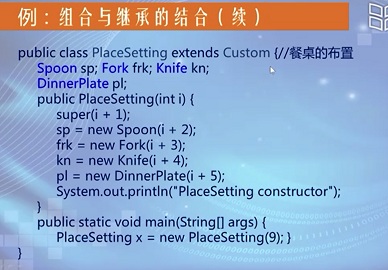 例：组合与继承的结合（续）
public class PlaceSetting extends Custom {//餐桌的布置
Spoon sp; Fork frk; Knife kn;
DinnerPlate pl;
public PlaceSetting(int i) {
super(i + 1);
sp = new Spoon(i + 2);
frk = new Fork(i + 3);
kn = new Knife(i + 4);
pl = new DinnerPlate(i + 5);
System.out.println("PlaceSetting constructor");
}
public static void main(String[] args) {
PlaceSetting x = new PlaceSetting(9); }
}